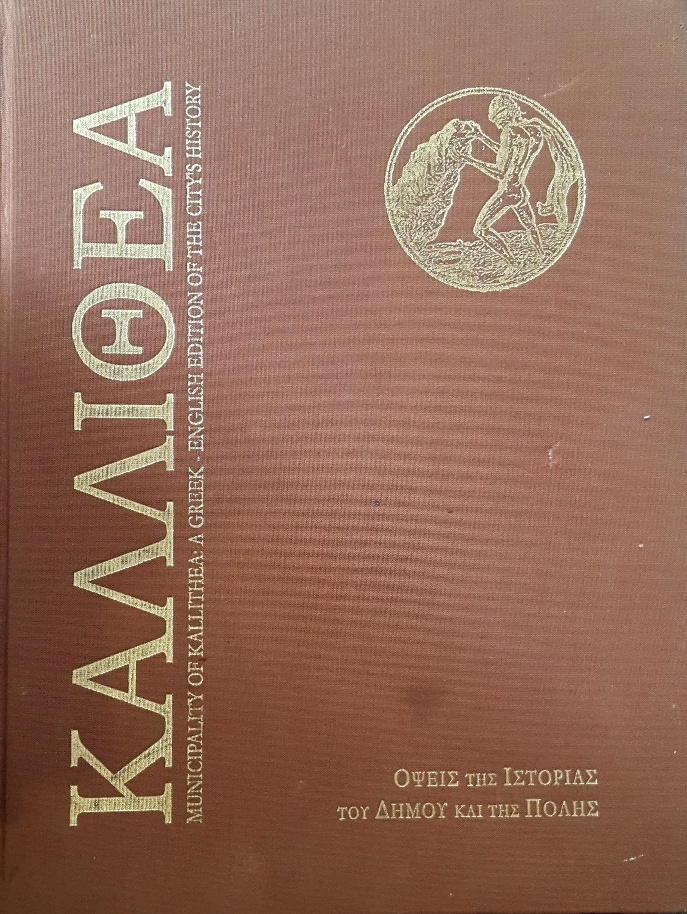 ΚΑΛΛΙΘΕΑ
MUNICIPALITY OF KALLITHEA: A GREEK - ENGLISH EDITION OF THE CITY'S HISTORY
ΟΨΕΙΣ ΤΗΣ ΙΣΤΟΡΙΑΣ
ΤΟΥ ΔΗΜΟΥ ΚΑΙ ΤΗΣ ΠΟΛΗΣ